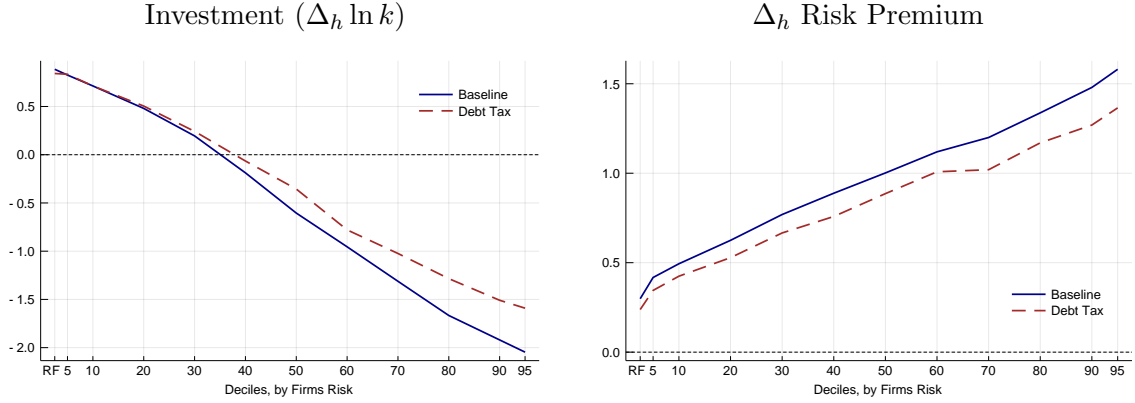 Investment (Δ_h ln k)
0.5
0.0
- 0.5
- 1.0
- 1.5
- 2.0
Baseline
Debt Tax
RF 5 10 20 30 40 50 60 70 80 90 95
Deciles, by Firms Risk
Δ_h Risk Premium
1.5
1.0
0.5
0.0
Baseline
Debt Tax
RF 5 10 20 30 40 50 60 70 80 90 95
Deciles, by Firms Risk